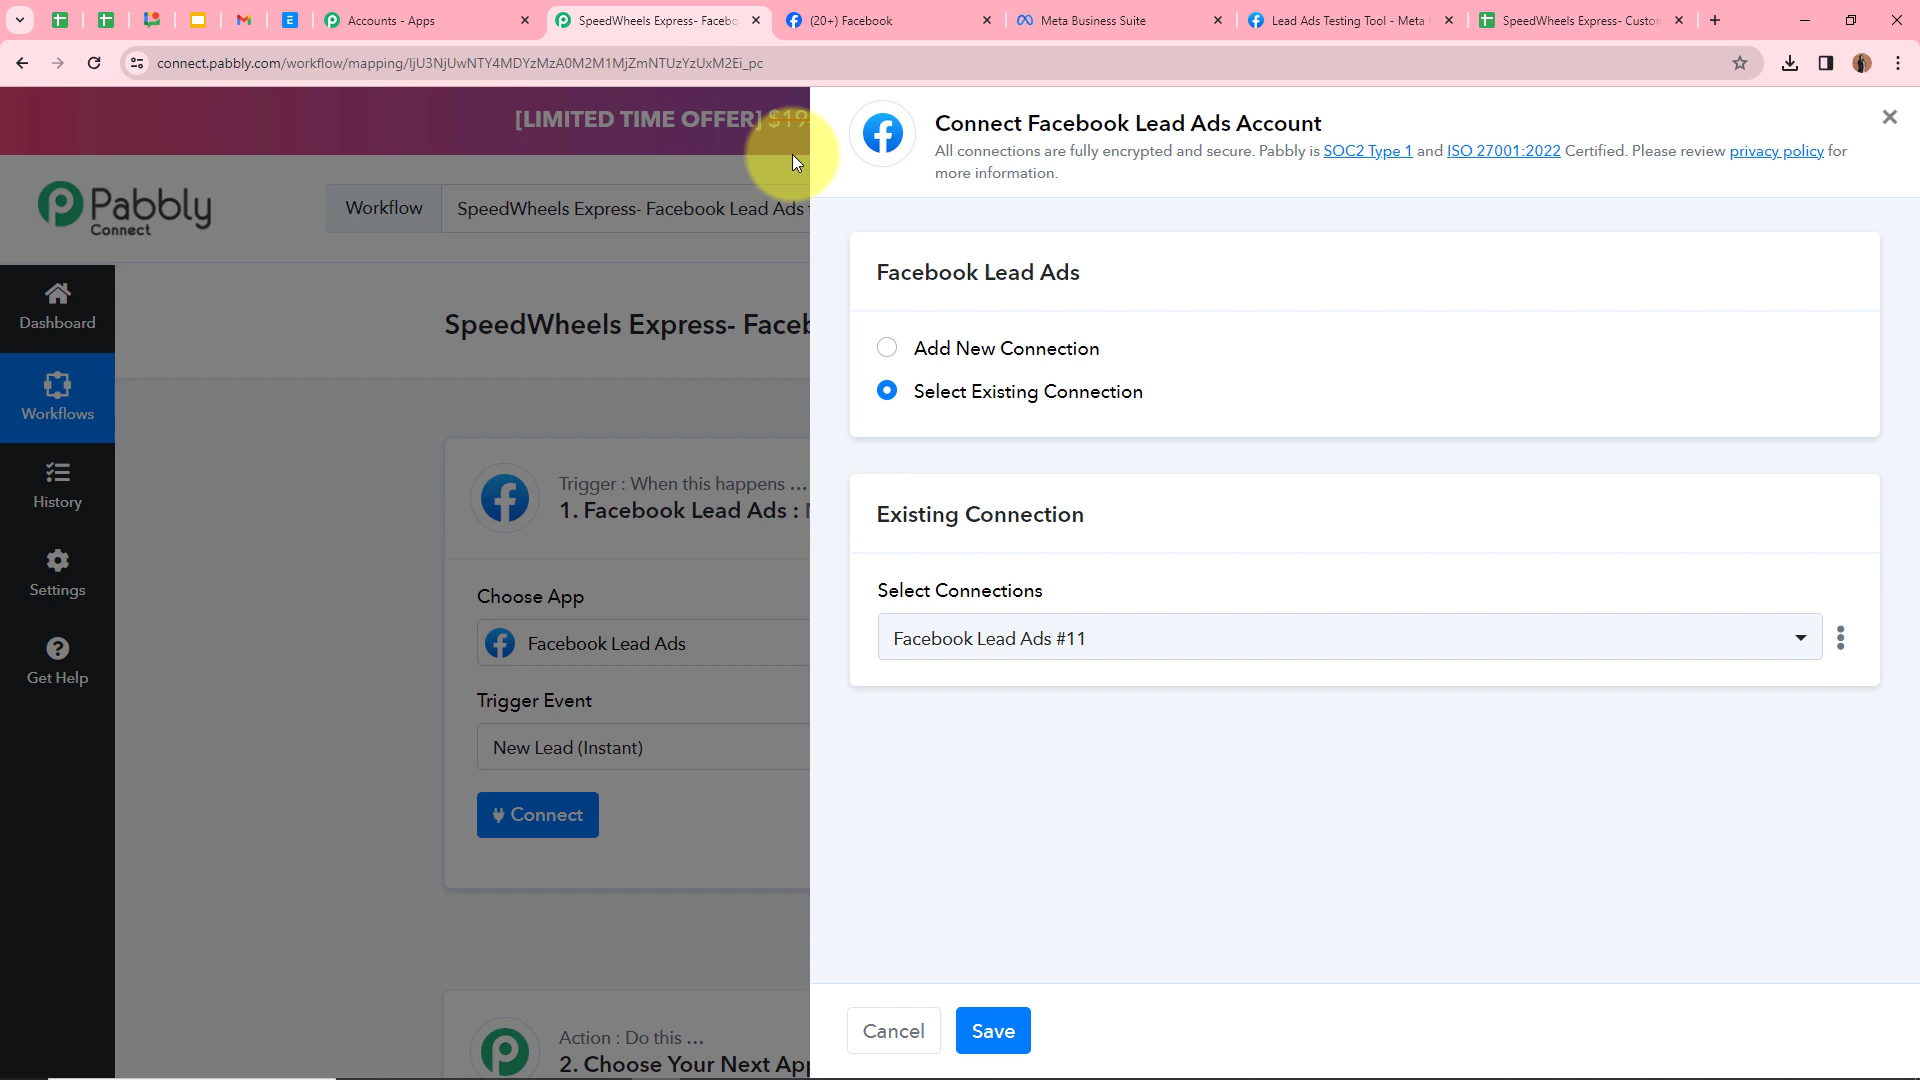 Accounts - Apps
SpeedWheels Express- Facebo
(20+) Facebook
Meta Business Suite
Lead Ads Testing Tool - Meta f
SpeedWheels Express- Custom
connect.pabbly.com/workflow/mapping/IjU3NjUwNTY4MDYzMzA0M2M1MjZmNTUzYzUxM2Ei_pc
[LIMITED TIME OFFER] $19
Pabbly
Connect
Workflow
SpeedWheels Express- Facebook Lead Ads
Dashboard
Workflows
History
Settings
Get Help
SpeedWheels Express- Faceb
Trigger : When this happens ...
1. Facebook Lead Ads :
Choose App
Facebook Lead Ads
Trigger Event
New Lead (Instant)
Connect
Action : Do this ...
2. Choose Your Next App
Connect Facebook Lead Ads Account
All connections are fully encrypted and secure. Pabbly is SOC2 Type 1 and ISO 27001:2022 Certified. Please review privacy policy for
more information.
Facebook Lead Ads
Add New Connection
Select Existing Connection
Existing Connection
Select Connections
Facebook Lead Ads #11
Cancel
Save